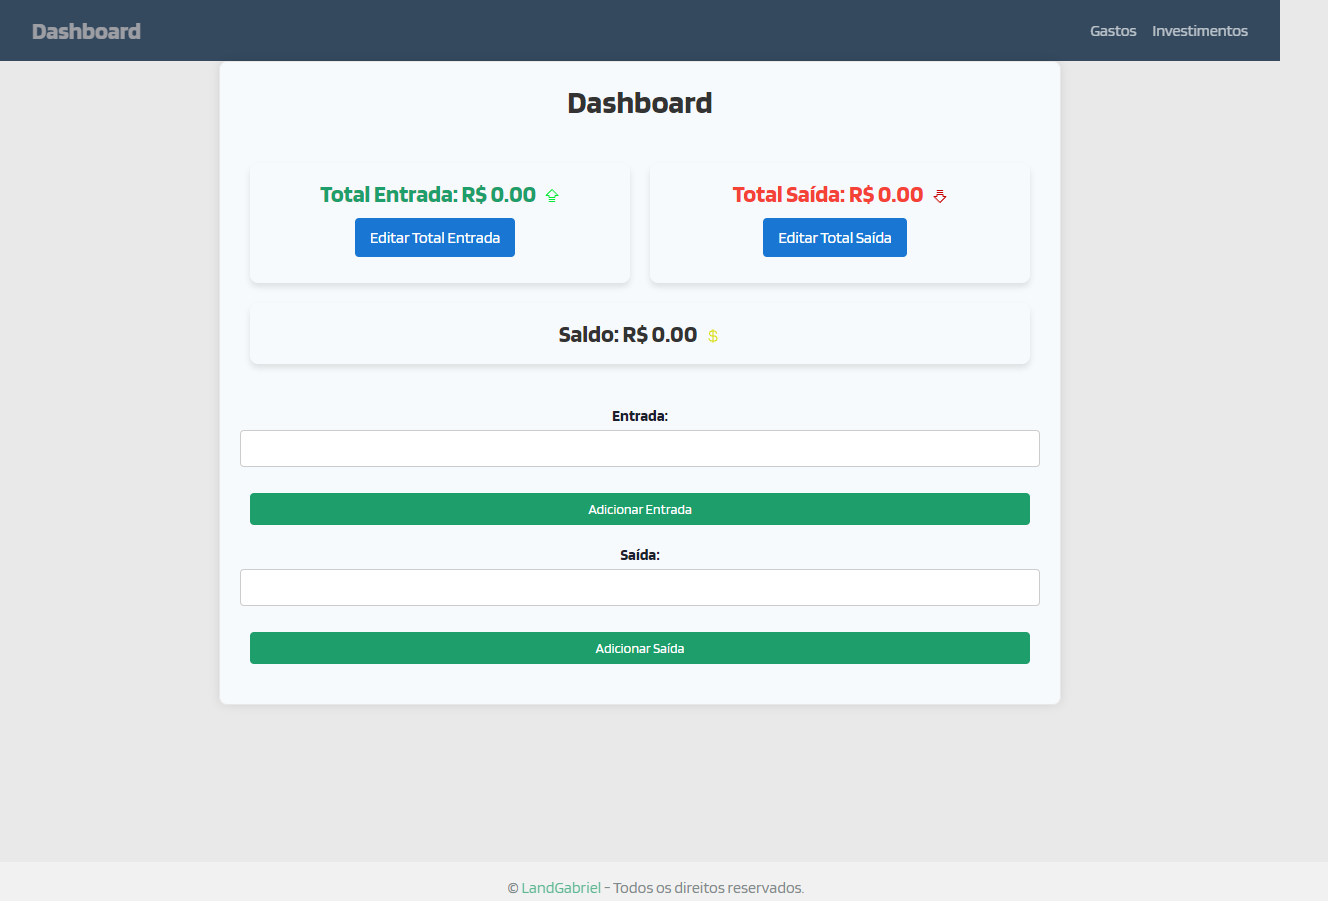 Dashboard
Gastos Investimentos
Dashboard
Total Entrada: R$ 0.00
Editar Total Entrada
Total Saída: R$ 0.00
Editar Total Saída
Saldo: R$ 0.00 $
Entrada:
Adicionar Entrada
Saída:
Adicionar Saída
© LandGabriel - Todos os direitos reservados.